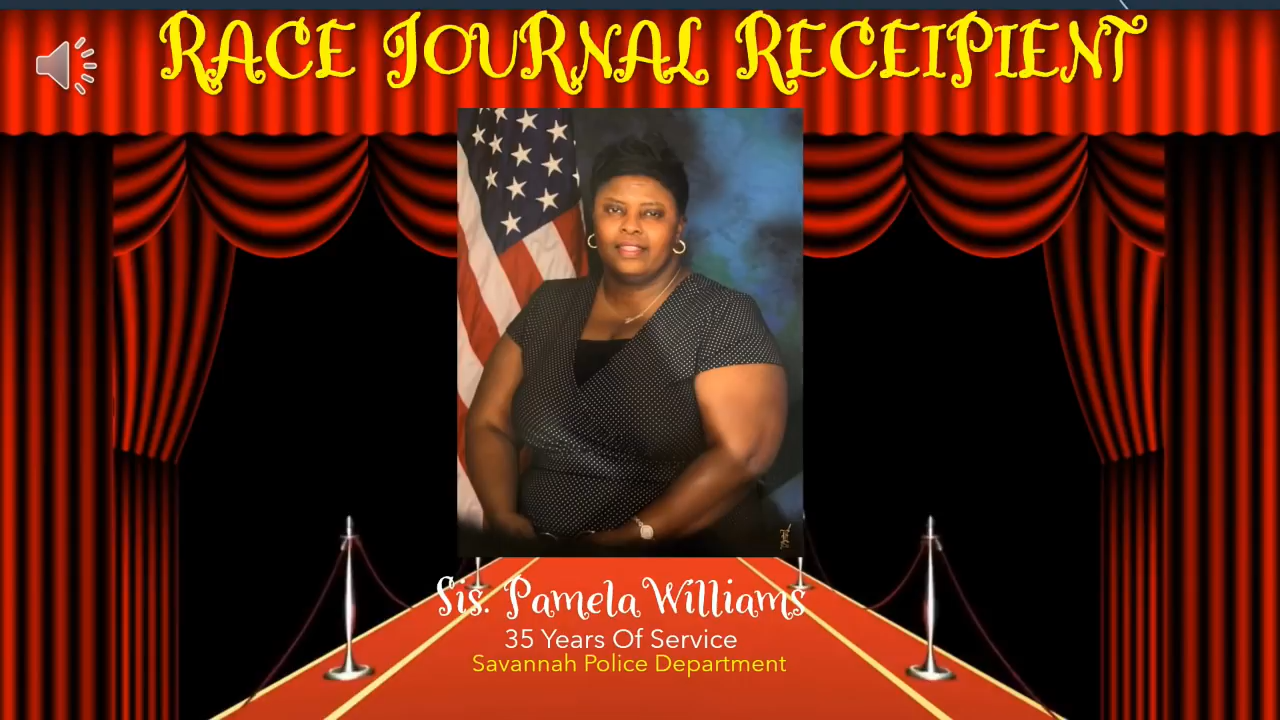 RACE JOURNAL RECEIPIENT
Sis. Pamela Williams
35 Years Of Service
Savannah Police Department